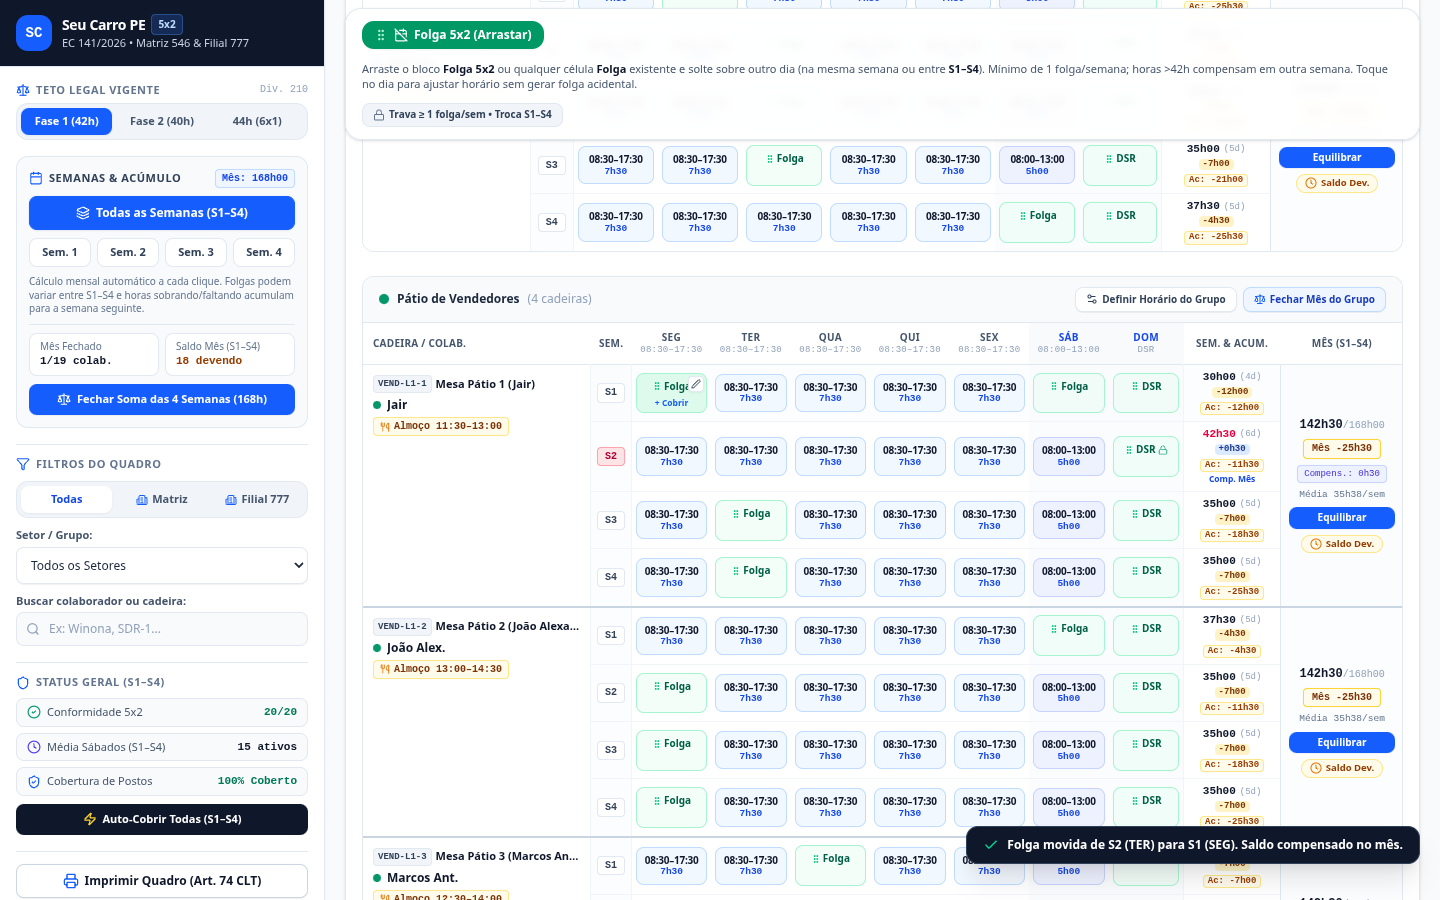 SC
Seu Carro PE 5x2
EC 141/2026 • Matriz 546 & Filial 777
TETO LEGAL VIGENTE Div. 210
Fase 1 (42h) Fase 2 (40h) 44h (6x1)
SEMANAS & ACÚMULO Mês: 168h00
Todas as Semanas (S1–S4)
Sem. 1 Sem. 2 Sem. 3 Sem. 4
Cálculo mensal automático a cada clique. Folgas podem
variar entre S1–S4 e horas sobrando/faltando acumulam
para a semana seguinte.
Mês Fechado Saldo Mês (S1–S4)
1/19 colab. 18 devendo
Fechar Soma das 4 Semanas (168h)
FILTROS DO QUADRO
Todas Matriz Filial 777
Setor / Grupo:
Todos os Setores
Buscar colaborador ou cadeira:
Ex: Winona, SDR-1...
STATUS GERAL (S1–S4)
Conformidade 5x2 20/20
Média Sábados (S1–S4) 15 ativos
Cobertura de Postos 100% Coberto
Auto-Cobrir Todas (S1–S4)
Imprimir Quadro (Art. 74 CLT)
Folga 5x2 (Arrastar)
Arraste o bloco Folga 5x2 ou qualquer célula Folga existente e solte sobre outro dia (na mesma semana ou entre S1–S4). Mínimo de 1 folga/semana; horas >42h compensam em outra semana. Toque
no dia para ajustar horário sem gerar folga acidental.
Trava ≥ 1 folga/sem • Troca S1–S4
S3 08:30–17:30 08:30–17:30 Folga 08:30–17:30 08:30–17:30 08:00–13:00 DSR 35h00 (5d) Equilibrar
7h30 7h30 7h30 7h30 5h00 -7h00
Ac: -21h00 Saldo Dev.
S4 08:30–17:30 08:30–17:30 08:30–17:30 08:30–17:30 08:30–17:30 Folga DSR 37h30 (5d)
7h30 7h30 7h30 7h30 7h30 -4h30
Ac: -25h30
Pátio de Vendedores (4 cadeiras) Definir Horário do Grupo Fechar Mês do Grupo
CADEIRA / COLAB. SEM. SEG TER QUA QUI SEX SÁB DOM SEM. & ACUM. MÊS (S1–S4)
08:30–17:30 08:30–17:30 08:30–17:30 08:30–17:30 08:30–17:30 08:00–13:00 DSR
VEND-L1-1 Mesa Pátio 1 (Jair)
Jair
Almoço 11:30–13:00
S1 Folga 08:30–17:30 08:30–17:30 08:30–17:30 08:30–17:30 Folga DSR 30h00 (4d)
+ Cobrir 7h30 7h30 7h30 7h30 -12h00
Ac: -12h00
S2 08:30–17:30 08:30–17:30 08:30–17:30 08:30–17:30 08:30–17:30 08:00–13:00 DSR 42h30 (6d)
7h30 7h30 7h30 7h30 7h30 5h00 +0h30
Ac: -11h30
Comp. Mês
S3 08:30–17:30 Folga 08:30–17:30 08:30–17:30 08:30–17:30 08:00–13:00 DSR 35h00 (5d)
7h30 7h30 7h30 7h30 5h00 -7h00
Ac: -18h30
S4 08:30–17:30 Folga 08:30–17:30 08:30–17:30 08:30–17:30 08:00–13:00 DSR 35h00 (5d)
7h30 7h30 7h30 7h30 5h00 -7h00
Ac: -25h30
142h30/168h00
Mês -25h30
Compens.: 0h30
Média 35h38/sem
Equilibrar
Saldo Dev.
VEND-L1-2 Mesa Pátio 2 (João Alexa...
João Alex.
Almoço 13:00–14:30
S1 08:30–17:30 08:30–17:30 08:30–17:30 08:30–17:30 08:30–17:30 Folga DSR 37h30 (5d)
7h30 7h30 7h30 7h30 7h30 -4h30
Ac: -4h30
S2 Folga 08:30–17:30 08:30–17:30 08:30–17:30 08:30–17:30 08:00–13:00 DSR 35h00 (5d)
7h30 7h30 7h30 7h30 5h00 -7h00
Ac: -11h30
S3 Folga 08:30–17:30 08:30–17:30 08:30–17:30 08:30–17:30 08:00–13:00 DSR 35h00 (5d)
7h30 7h30 7h30 7h30 5h00 -7h00
Ac: -18h30
S4 Folga 08:30–17:30 08:30–17:30 08:30–17:30 08:30–17:30 08:00–13:00 DSR 35h00 (5d)
7h30 7h30 7h30 7h30 5h00 -7h00
Ac: -25h30
142h30/168h00
Mês -25h30
Média 35h38/sem
Equilibrar
Saldo Dev.
VEND-L1-3 Mesa Pátio 3 (Marcos An...
Marcos Ant.
Almoço 12:30–14:00
S1 08:30–17:30 08:30–17:30 Folga 08:30–17:30
7h30 7h30 7h30 7h30 5h00
Ac: -7h00
Folga movida de S2 (TER) para S1 (SEG). Saldo compensado no mês.